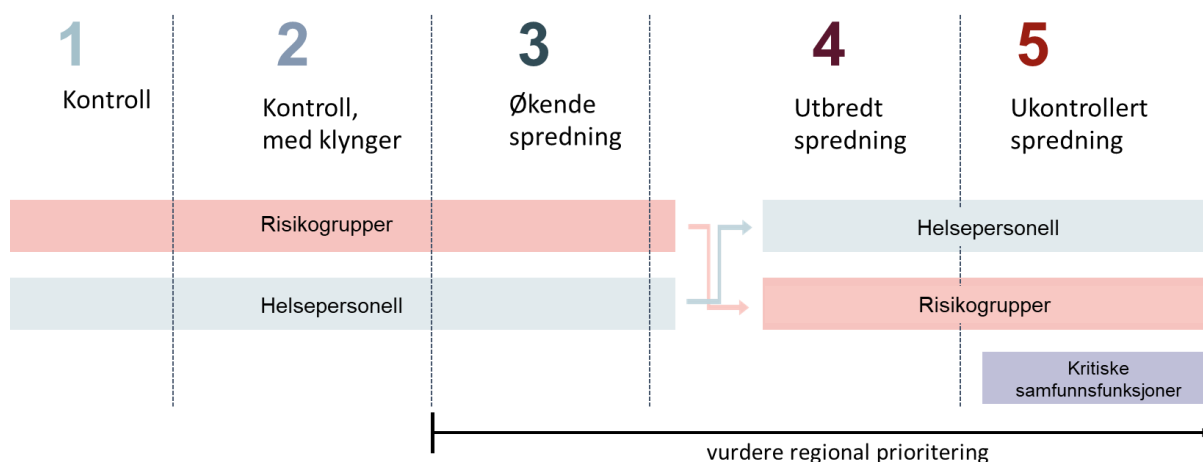 1
Kontroll
2
Kontroll,
med klynger
3
Økende
spredning
4
Utbredt
spredning
5
Ukontrollert
spredning
Risikogrupper
Helsepersonell
Helsepersonell
Risikogrupper
Kritiske
samfunnsfunksjoner
vurdere regional prioritering